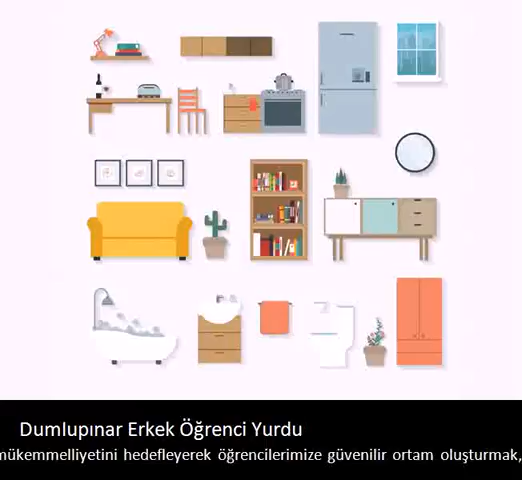 Dumlupınar Erkek Öğrenci Yurdu
mükemmelliyetini hedefleyerek öğrencilerimize güvenilir ortam oluşturmak,